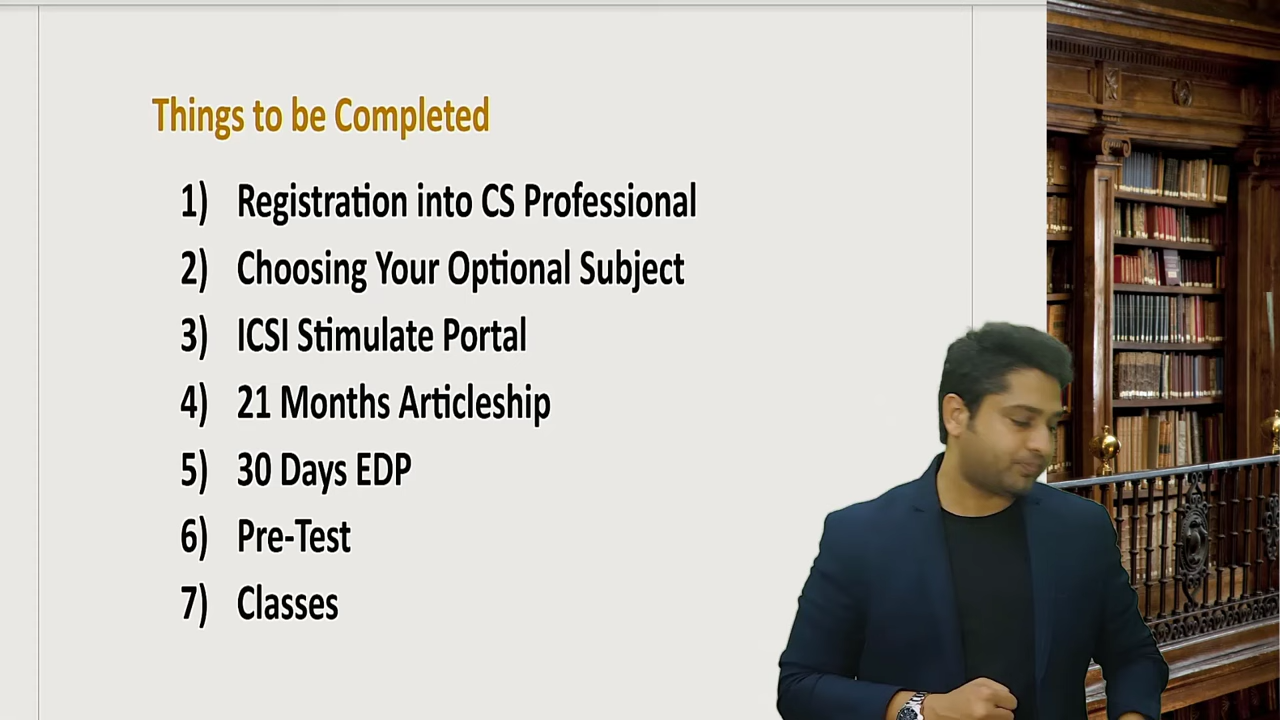 Things to be Completed
1) Registration into CS Professional
2) Choosing Your Optional Subject
3) ICSI Stimulate Portal
4) 21 Months Articleship
5) 30 Days EDP
6) Pre-Test
7) Classes